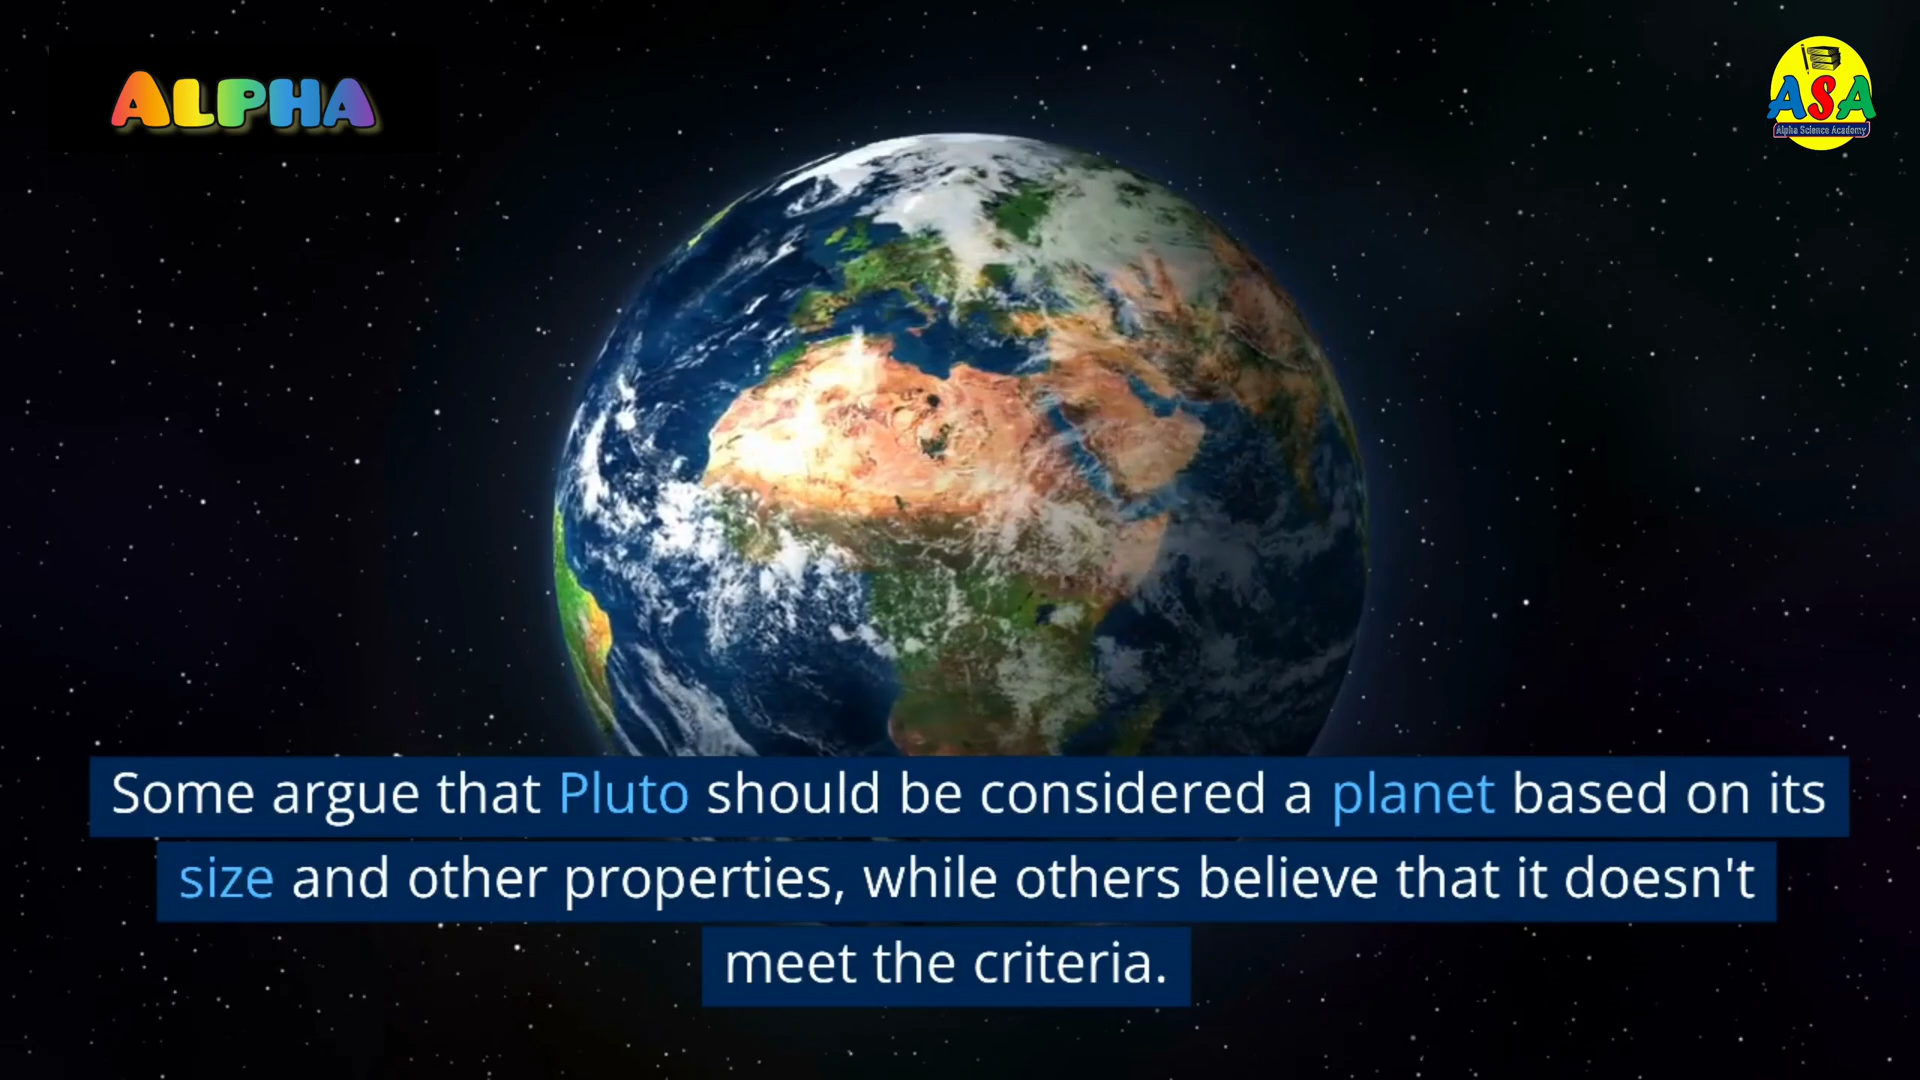 ALPHA
ASA
Alpha Science Academy
Some argue that Pluto should be considered a planet based on its
size and other properties, while others believe that it doesn't
meet the criteria.